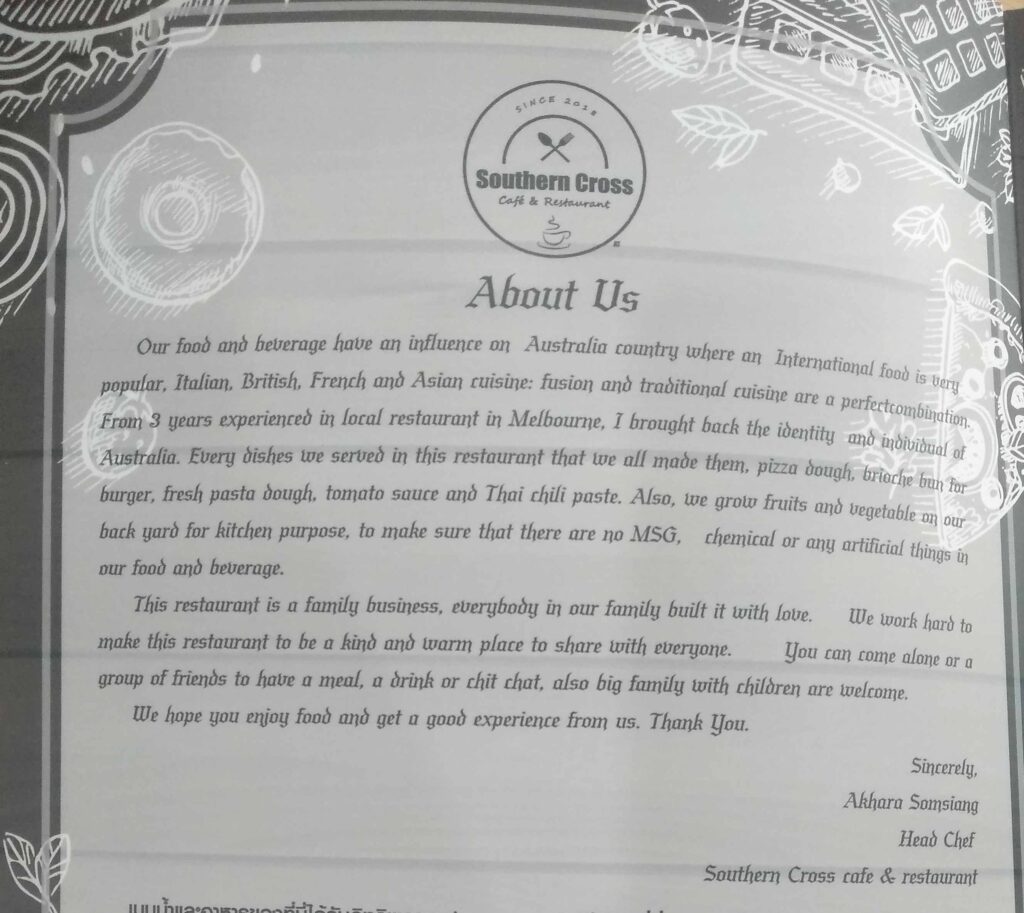 SINCE 2018
Southern Cross
Café & Restaurant
About Us
Our food and beverage have an influence on Australia country where an International food is very
popular, Italian, British, French and Asian cuisine: fusion and traditional cuisine are a perfectcombination.
From 3 years experienced in local restaurant in Melbourne, I brought back the identity and individual of
Australia. Every dishes we served in this restaurant that we all made them, pizza dough, brioche bun for
burger, fresh pasta dough, tomato sauce and Thai chili paste. Also, we grow fruits and vegetable on our
back yard for kitchen purpose, to make sure that there are no MSG, chemical or any artificial things in
our food and beverage.
This restaurant is a family business, everybody in our family built it with love. We work hard to
make this restaurant to be a kind and warm place to share with everyone. You can come alone or a
group of friends to have a meal, a drink or chit chat, also big family with children are welcome.
We hope you enjoy food and get a good experience from us. Thank You.
Sincerely,
Akhara Somsiang
Head Chef
Southern Cross cafe & restaurant